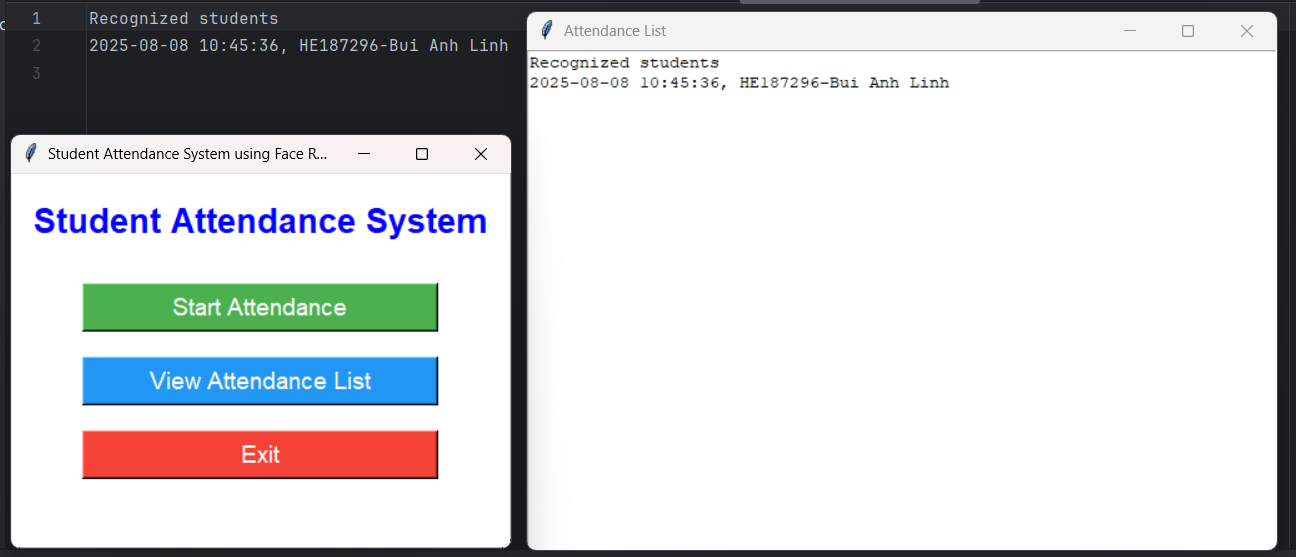 1 Recognized students
2 2025-08-08 10:45:36, HE187296-Bui Anh Linh
3
Attendance List
Recognized students
2025-08-08 10:45:36, HE187296-Bui Anh Linh
Student Attendance System using Face R...
Student Attendance System
Start Attendance
View Attendance List
Exit